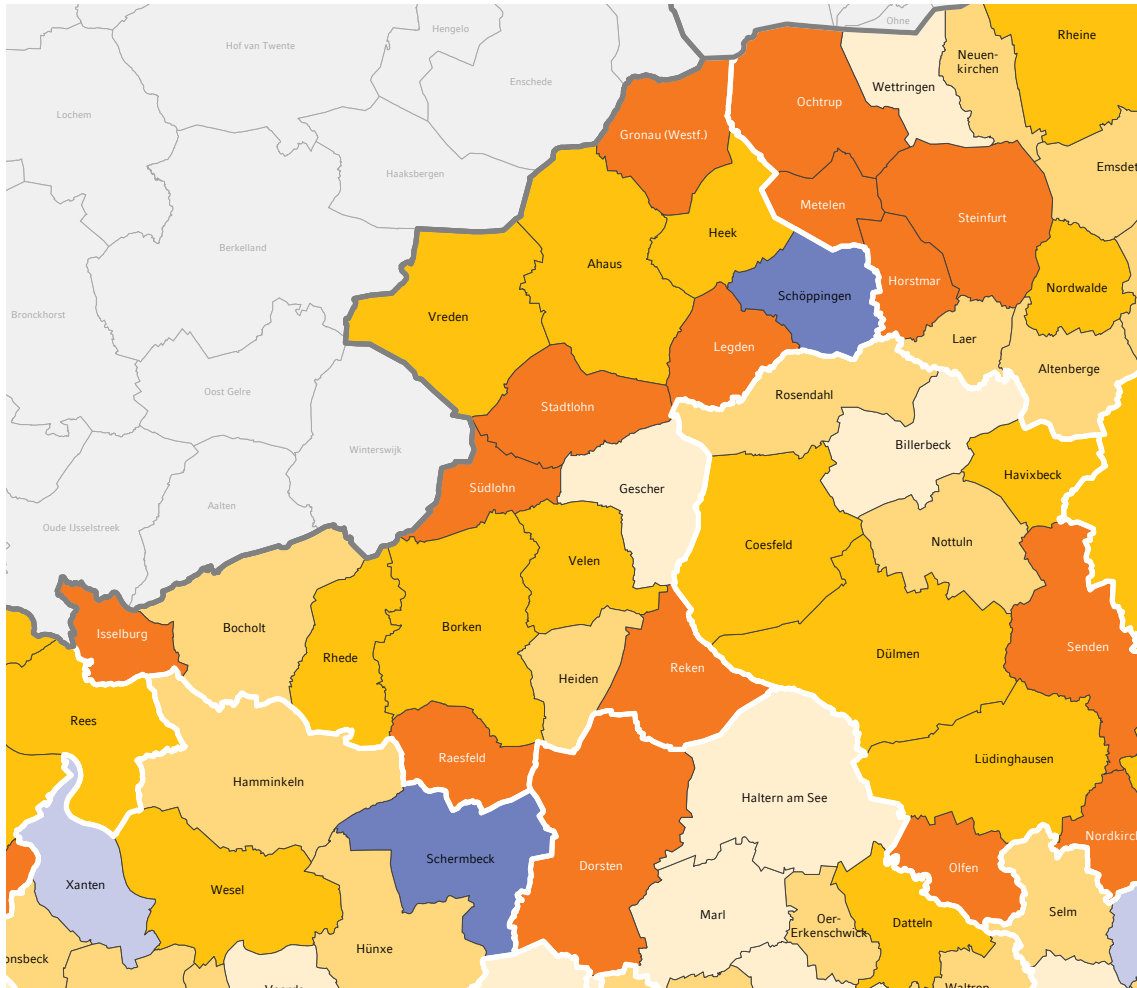 Ohne
Hengelo
Hof van Twente
Rheine
Neuen-
kirchen
Enschede
Wettringen
Ochtrup
Lochem
Gronau (Westf.)
Emsdet
Haaksbergen
Metelen
Steinfurt
Heek
Berkelland
Ahaus
Horstmar
Nordwalde
Schöppingen
Bronckhorst
Vreden
Laer
Legden
Altenberge
Oost Gelre
Rosendahl
Stadtlohn
Billerbeck
Winterswijk
Havixbeck
Südlohn
Gescher
Aalten
Oude IJsselstreek
Nottuln
Coesfeld
Velen
Isselburg
Bocholt
Borken
Senden
Dülmen
Rhede
Reken
Heiden
Rees
Raesfeld
Lüdinghausen
Hamminkeln
Haltern am See
Nordkirch
Schermbeck
Dorsten
Olfen
Xanten
Wesel
Selm
Marl
Oer-
Erkenschwick
Datteln
Hünxe
onsbeck